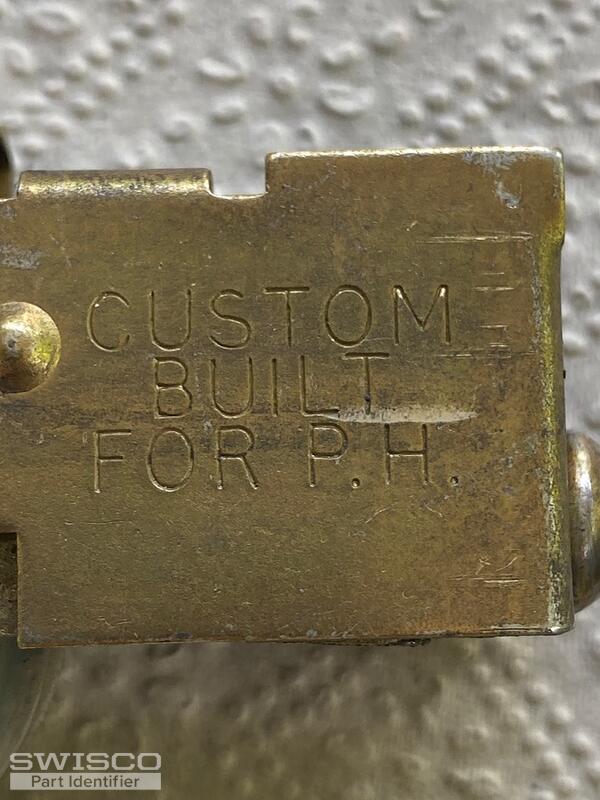 CUSTOM
BUILT
FOR P.H.
SWISCO
Part Identifier